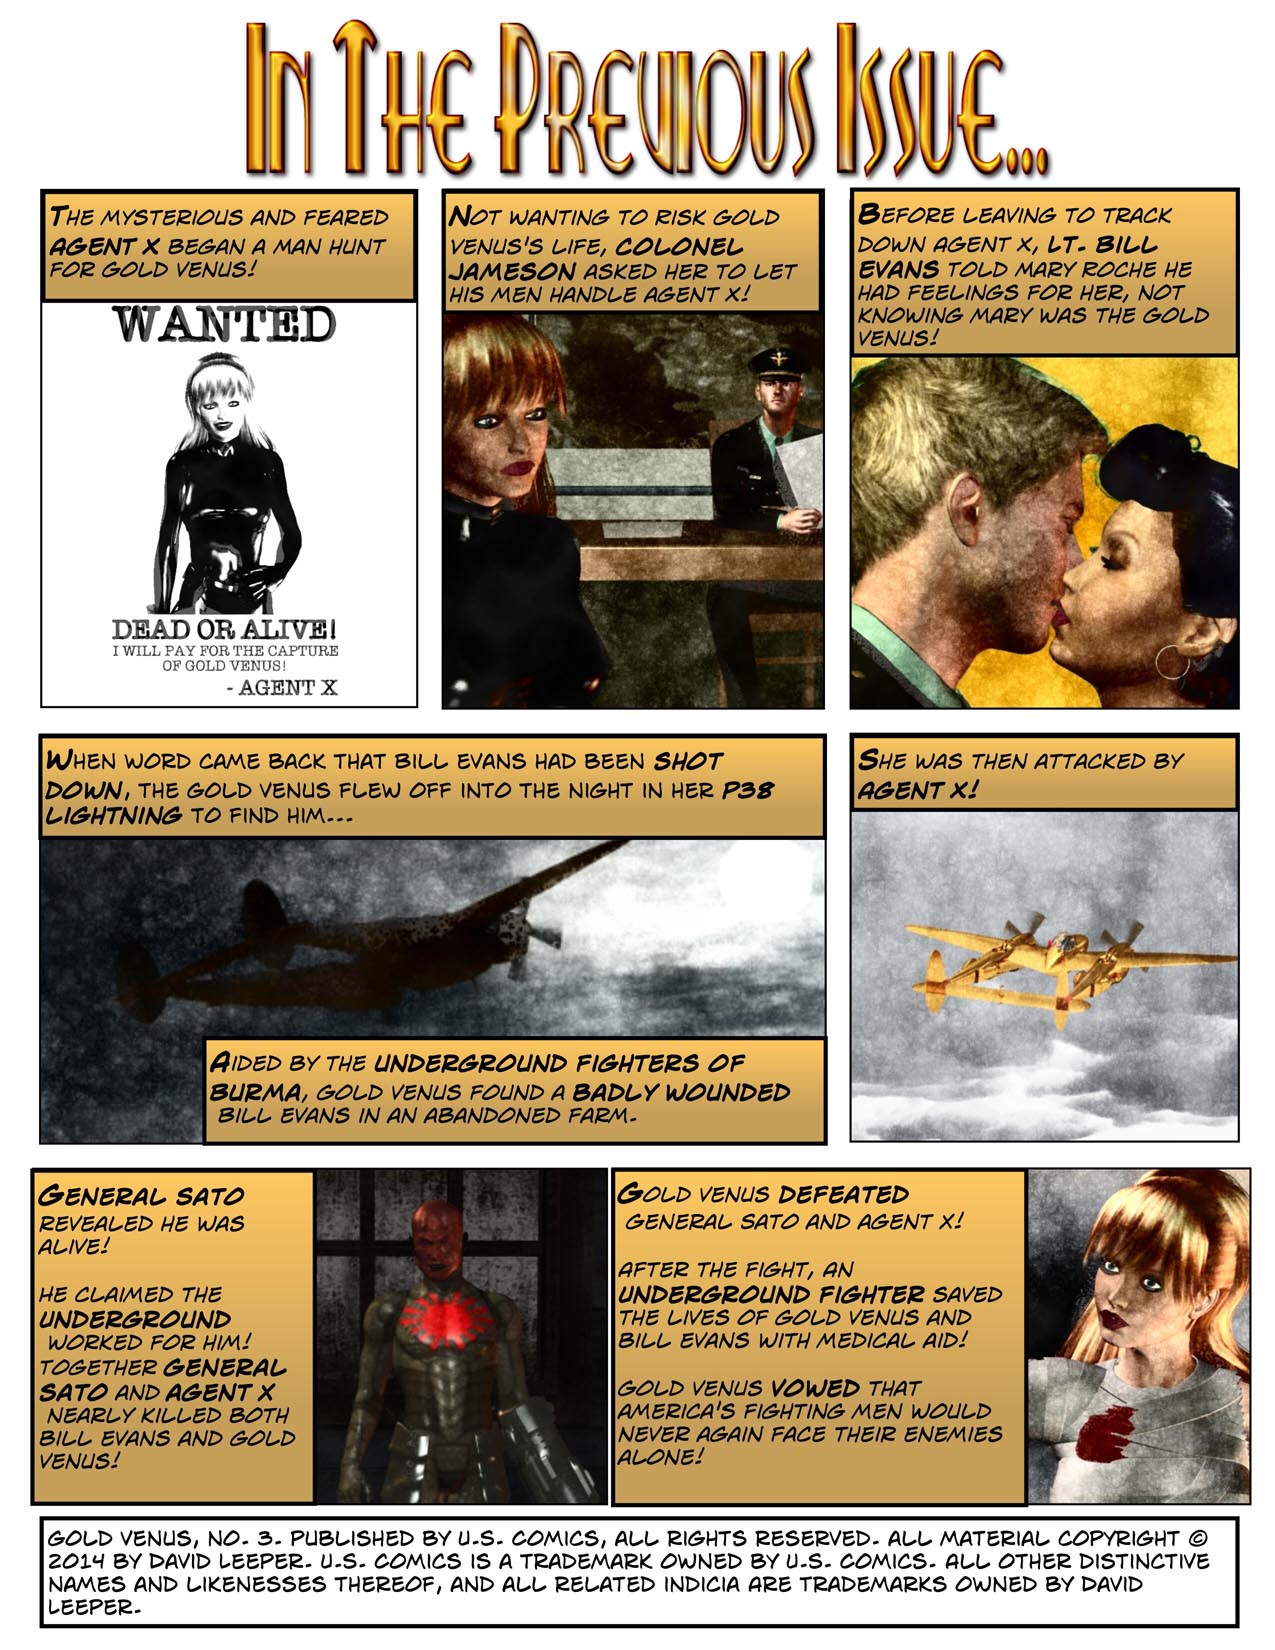 IN THE PREVIOUS ISSUE...
THE MYSTERIOUS AND FEARED
AGENT X BEGAN A MAN HUNT
FOR GOLD VENUS!
WANTED
DEAD OR ALIVE!
I WILL PAY FOR THE CAPTURE
OF GOLD VENUS!
- AGENT X
NOT WANTING TO RISK GOLD
VENUS'S LIFE, COLONEL
JAMESON ASKED HER TO LET
HIS MEN HANDLE AGENT X!
BEFORE LEAVING TO TRACK
DOWN AGENT X, LT. BILL
EVANS TOLD MARY ROCHE HE
HAD FEELINGS FOR HER, NOT
KNOWING MARY WAS THE GOLD
VENUS!
WHEN WORD CAME BACK THAT BILL EVANS HAD BEEN SHOT
DOWN, THE GOLD VENUS FLEW OFF INTO THE NIGHT IN HER P38
LIGHTNING TO FIND HIM...
AIDED BY THE UNDERGROUND FIGHTERS OF
BURMA, GOLD VENUS FOUND A BADLY WOUNDED
BILL EVANS IN AN ABANDONED FARM.
SHE WAS THEN ATTACKED BY
AGENT X!
GENERAL SATO
REVEALED HE WAS
ALIVE!
HE CLAIMED THE
UNDERGROUND
WORKED FOR HIM!
TOGETHER GENERAL
SATO AND AGENT X
NEARLY KILLED BOTH
BILL EVANS AND GOLD
VENUS!
GOLD VENUS DEFEATED
GENERAL SATO AND AGENT X!
AFTER THE FIGHT, AN
UNDERGROUND FIGHTER SAVED
THE LIVES OF GOLD VENUS AND
BILL EVANS WITH MEDICAL AID!
GOLD VENUS VOWED THAT
AMERICA'S FIGHTING MEN WOULD
NEVER AGAIN FACE THEIR ENEMIES
ALONE!
GOLD VENUS, NO. 3. PUBLISHED BY U.S. COMICS, ALL RIGHTS RESERVED. ALL MATERIAL COPYRIGHT ©
2014 BY DAVID LEEPER. U.S. COMICS IS A TRADEMARK OWNED BY U.S. COMICS. ALL OTHER DISTINCTIVE
NAMES AND LIKENESSES THEREOF, AND ALL RELATED INDICIA ARE TRADEMARKS OWNED BY DAVID
LEEPER.